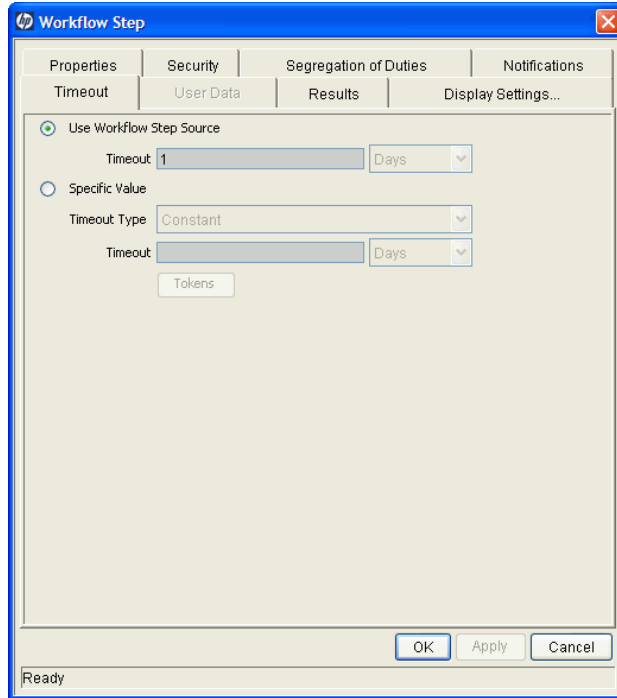 hp Workflow Step
Properties Security Segregation of Duties Notifications
Timeout User Data Results Display Settings...
Use Workflow Step Source
Timeout 1 Days
Specific Value
Timeout Type Constant
Timeout Days
Tokens
OK Apply Cancel
Ready